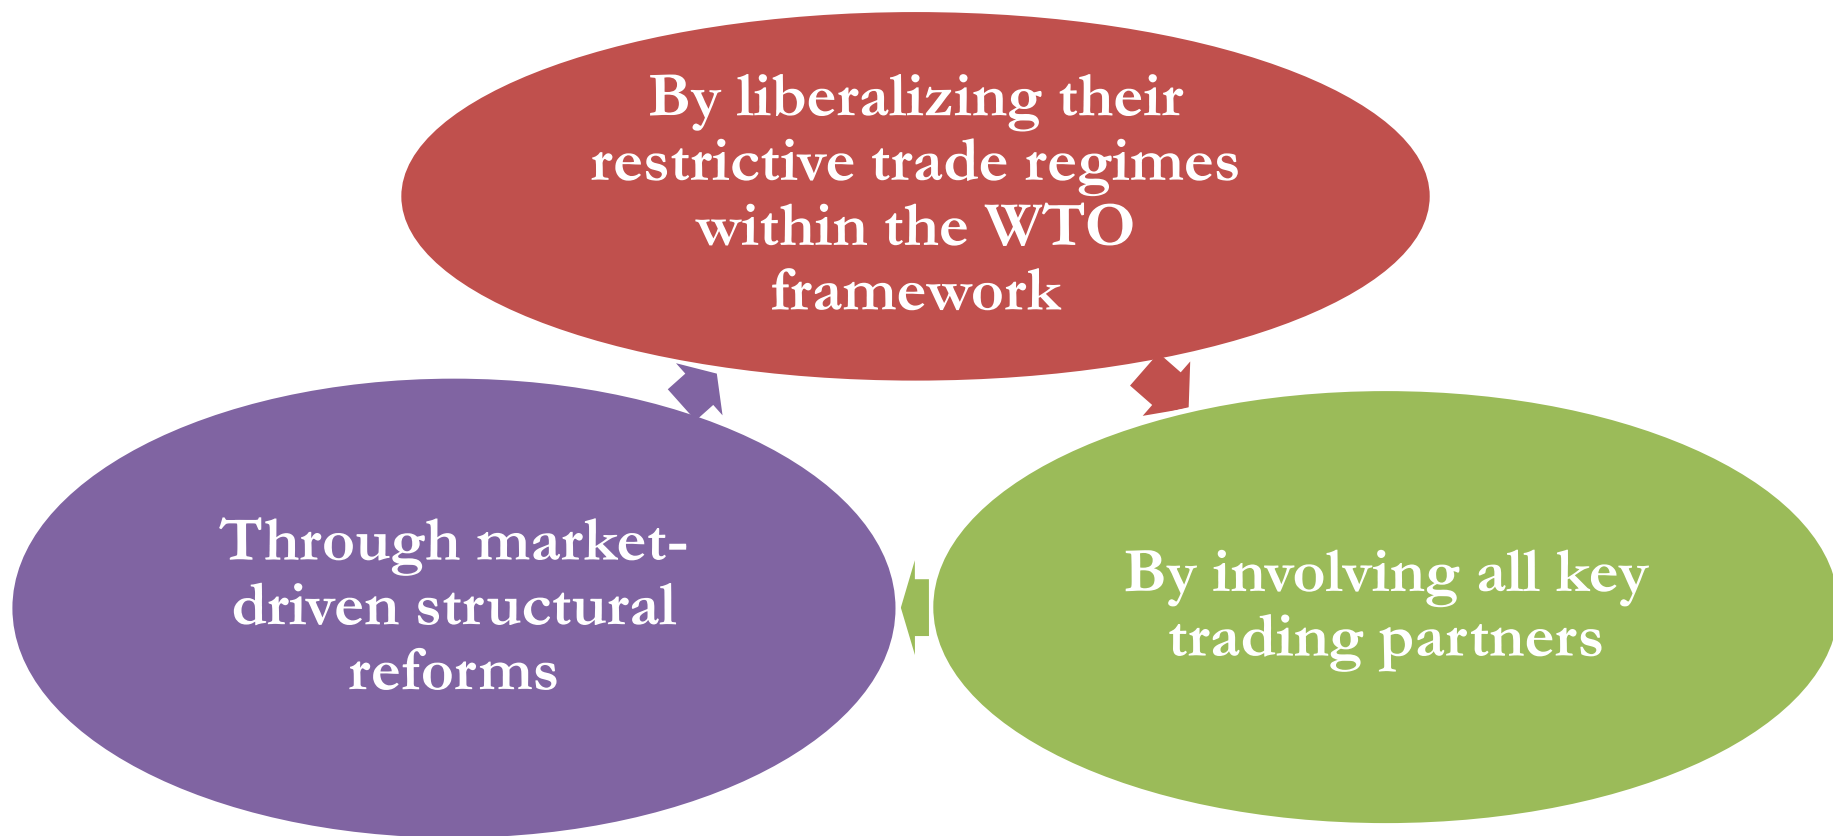 By liberalizing their
restrictive trade regimes
within the WTO
framework
By involving all key
trading partners
Through market-
driven structural
reforms